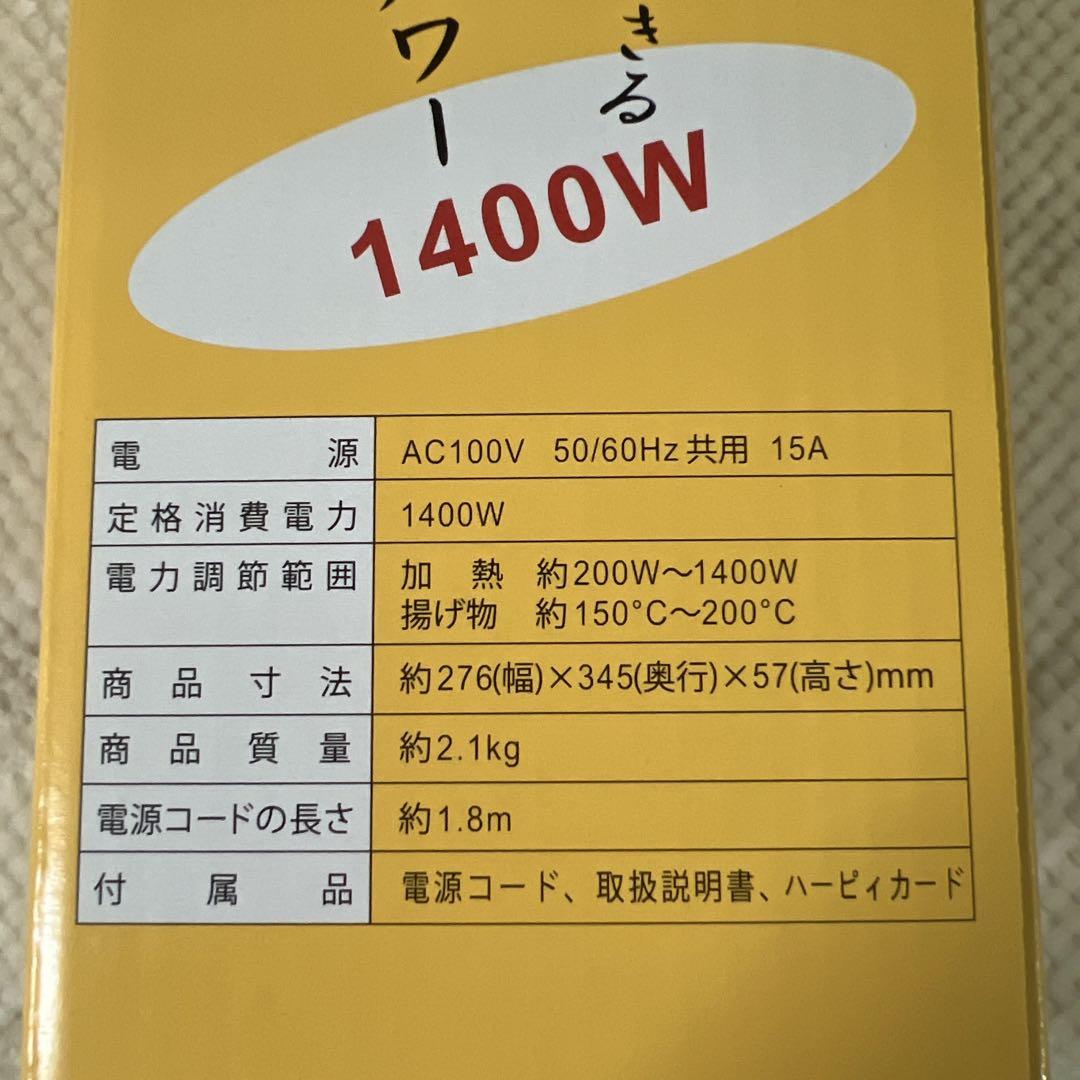 ワー
きる
1400W
電源 AC100V 50/60Hz共用 15A
定格消費電力 1400W
電力調節範囲 加熱 約200W～1400W
揚げ物 約150°C～200°C
商品寸法 約276(幅)×345(奥行)×57(高さ)mm
商品質量 約2.1kg
電源コードの長さ 約1.8m
付属品 電源コード、取扱説明書、ハーピィカード